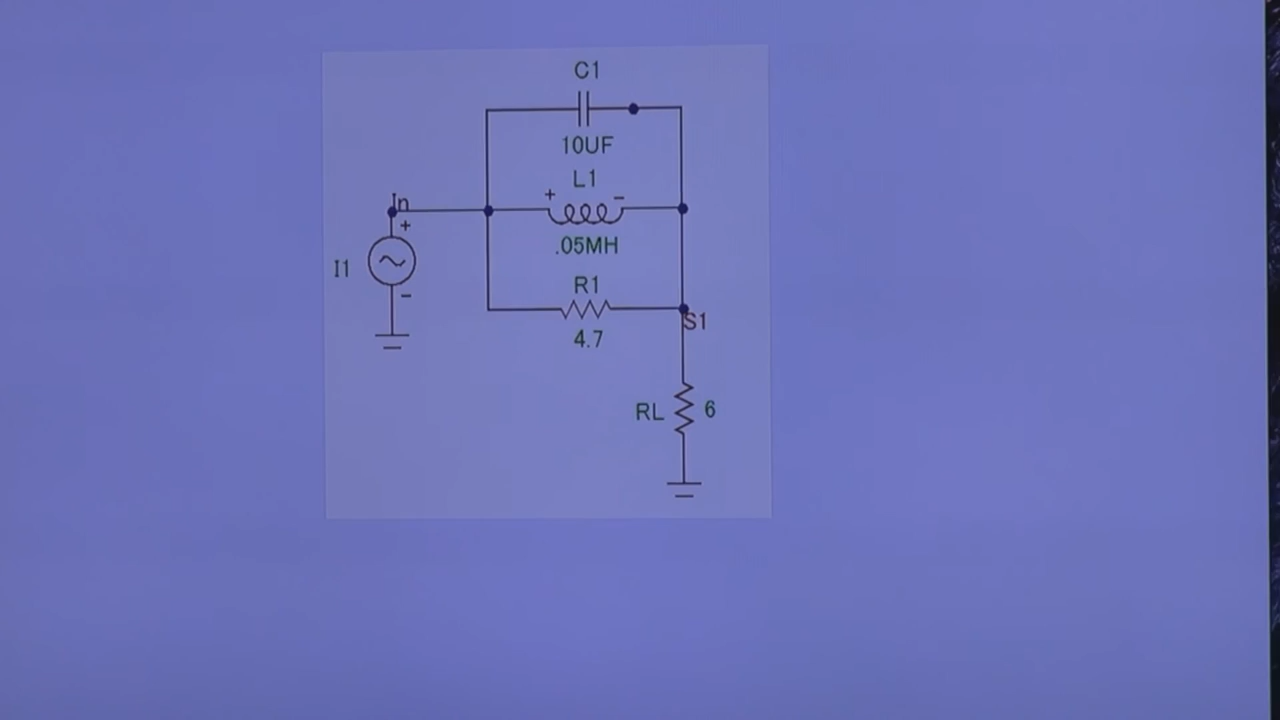 C1
10UF
L1
+ -
.05MH
In
+
I1
-
R1
4.7
S1
RL 6